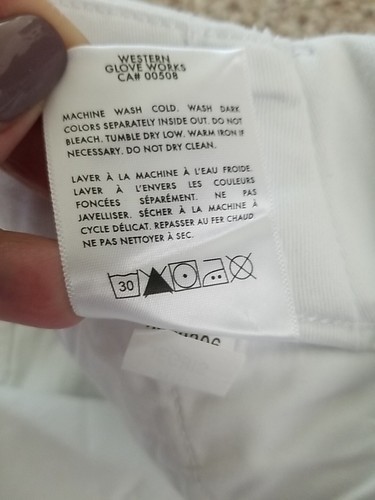 WESTERN
GLOVE WORKS
CA# 00508
MACHINE WASH COLD. WASH DARK
COLORS SEPARATELY INSIDE OUT. DO NOT
BLEACH. TUMBLE DRY LOW. WARM IRON IF
NECESSARY. DO NOT DRY CLEAN.
LAVER À LA MACHINE À L'EAU FROIDE.
LAVER À L'ENVERS LES COULEURS
FONCÉES SÉPARÉMENT. NE PAS
JAVELLISER. SÉCHER À LA MACHINE À
CYCLE DÉLICAT. REPASSER AU FER CHAUD
NE PAS NETTOYER À SEC.
30